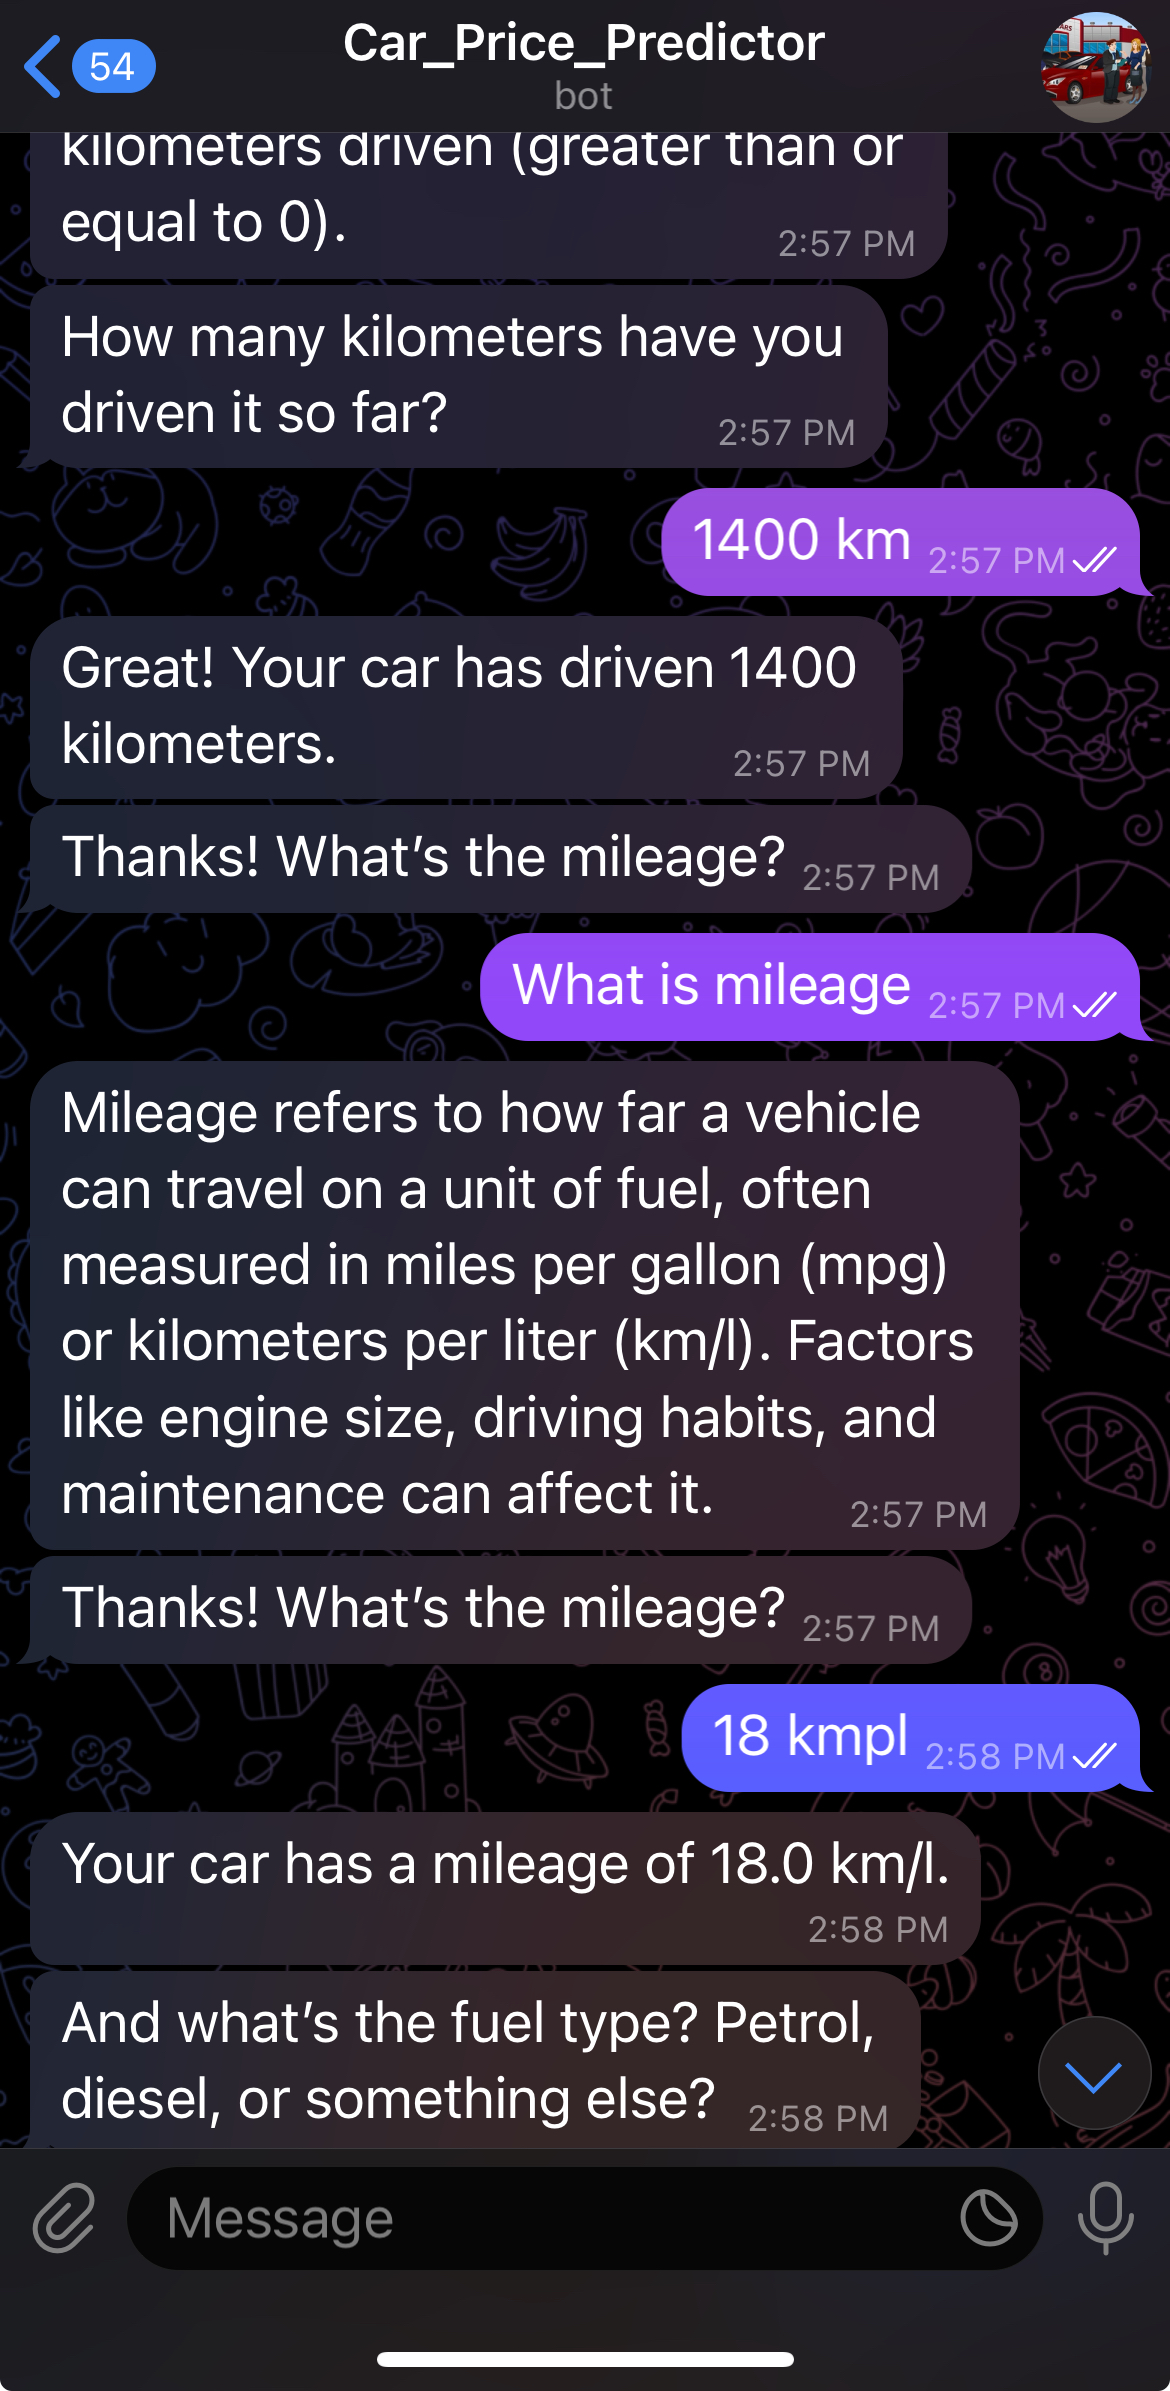 54
Car_Price_Predictor
bot
kilometers driven (greater than or
equal to 0).
2:57 PM
How many kilometers have you
driven it so far?
2:57 PM
1400 km 2:57 PM
Great! Your car has driven 1400
kilometers.
2:57 PM
Thanks! What's the mileage? 2:57 PM
What is mileage 2:57 PM
Mileage refers to how far a vehicle
can travel on a unit of fuel, often
measured in miles per gallon (mpg)
or kilometers per liter (km/l). Factors
like engine size, driving habits, and
maintenance can affect it.
2:57 PM
Thanks! What's the mileage? 2:57 PM
18 kmpl 2:58 PM
Your car has a mileage of 18.0 km/l.
2:58 PM
And what's the fuel type? Petrol,
diesel, or something else?
2:58 PM
Message